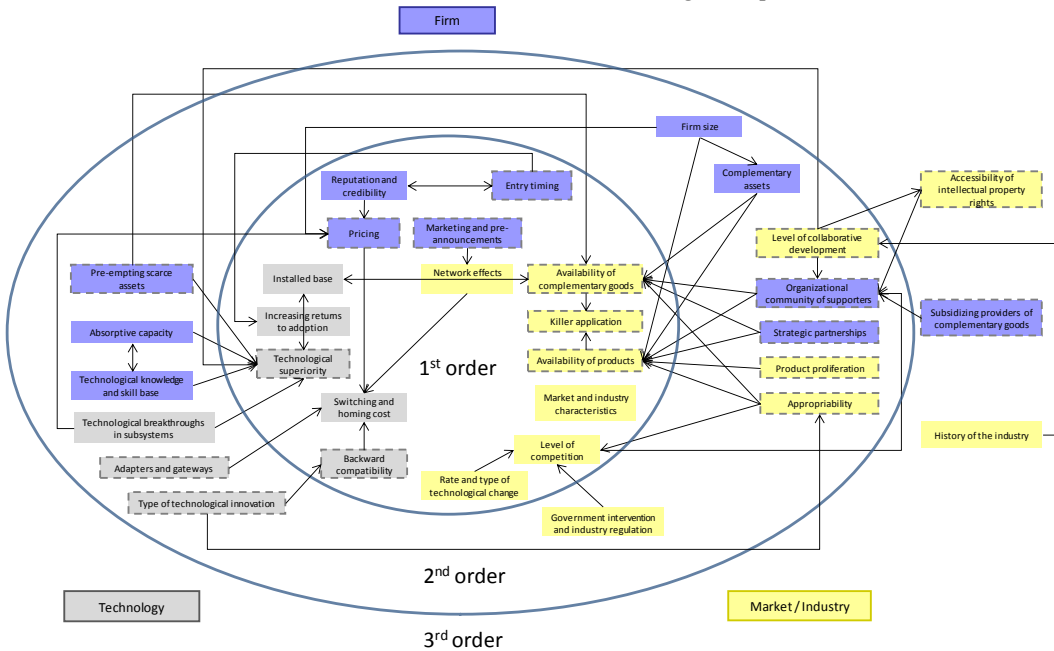 Firm
Firm size
Reputation and
credibility
Entry timing
Complementary
assets
Accessibility of
intellectual property
rights
Pricing
Marketing and pre-
announcements
Level of collaborative
development
Pre-empting scarce
assets
Installed base
Network effects
Availability of
complementary goods
Organizational
community of supporters
Increasing returns
to adoption
Killer application
Subsidizing providers of
complementary goods
Absorptive capacity
Strategic partnerships
Technological
superiority
1st order
Availability of products
Product proliferation
Technological knowledge
and skill base
Switching and
homing cost
Market and industry
characteristics
Appropriability
Technological breakthroughs
in subsystems
History of the industry
Level of
competition
Adapters and gateways
Backward
compatibility
Rate and type of
technological change
Type of technological innovation
Government intervention
and industry regulation
2nd order
Technology
Market / Industry
3rd order